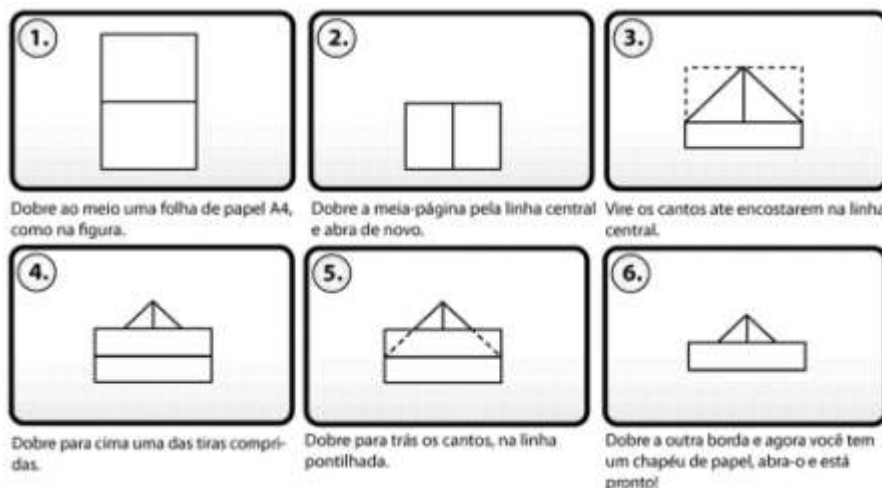 1.
Dobre ao meio uma folha de papel A4,
como na figura.
2.
Dobre a meia-página pela linha central
e abra de novo.
3.
Vire os cantos ate encostarem na linha
central.
4.
Dobre para cima uma das tiras compri-
das.
5.
Dobre para trás os cantos, na linha
pontilhada.
6.
Dobre a outra borda e agora você tem
um chapéu de papel, abra-o e está
pronto!